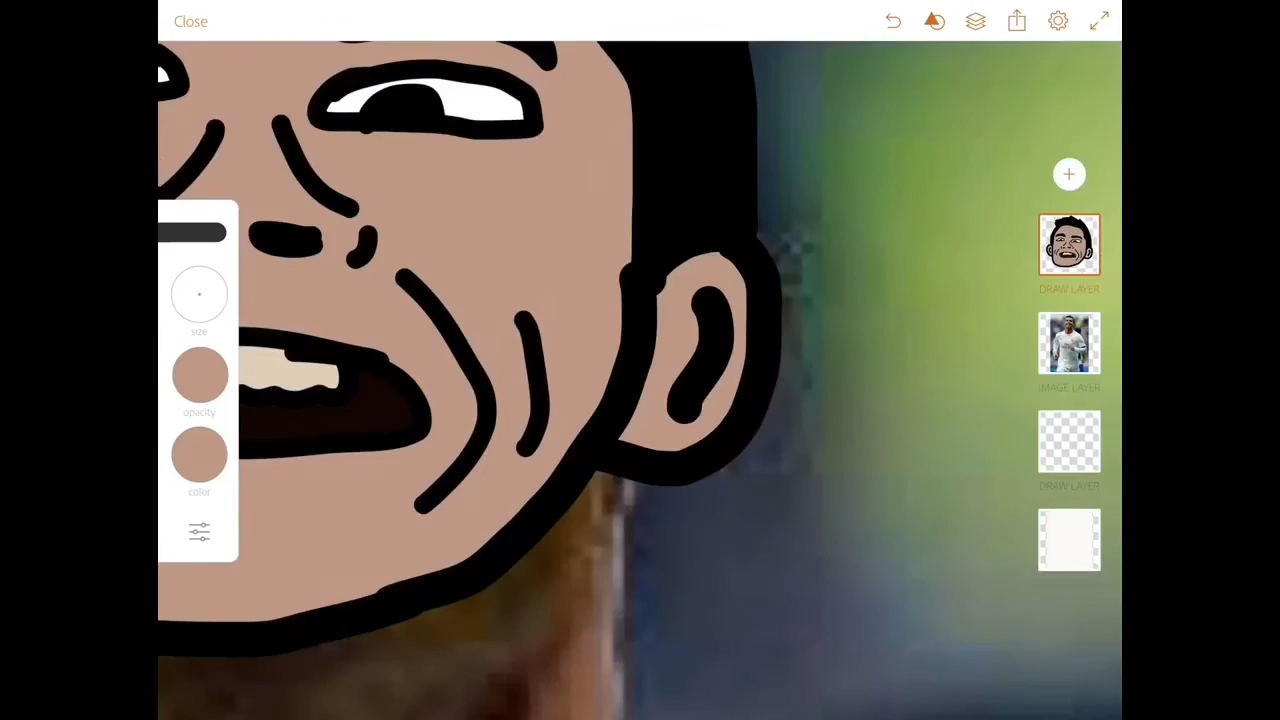 Close
size
opacity
color
DRAW LAYER
IMAGE LAYER
DRAW LAYER